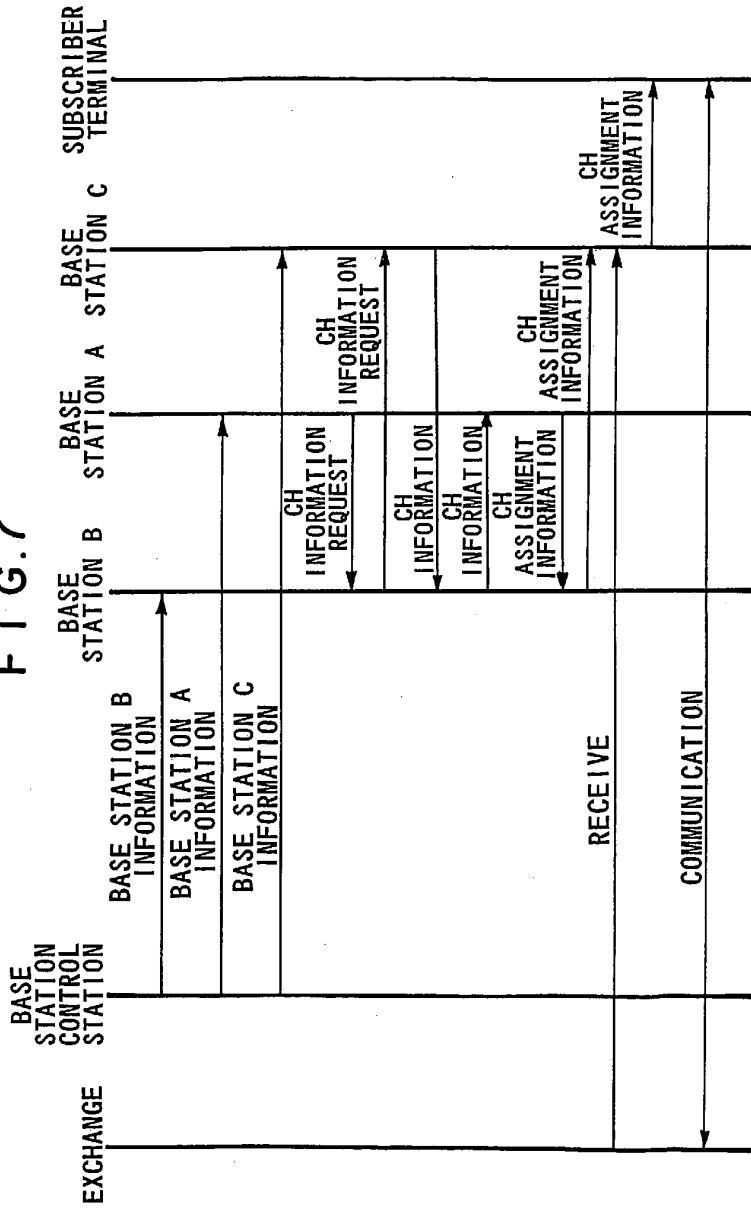 FIG.7
EXCHANGE
BASE
STATION
CONTROL
STATION
BASE
STATION B
BASE
STATION A
BASE
STATION C
SUBSCRIBER
TERMINAL
BASE STATION B
INFORMATION
BASE STATION A
INFORMATION
BASE STATION C
INFORMATION
CH
INFORMATION
REQUEST
CH
INFORMATION
REQUEST
CH
INFORMATION
CH
INFORMATION
CH
ASSIGNMENT
INFORMATION
CH
ASSIGNMENT
INFORMATION
RECEIVE
CH
ASSIGNMENT
INFORMATION
COMMUNICATION